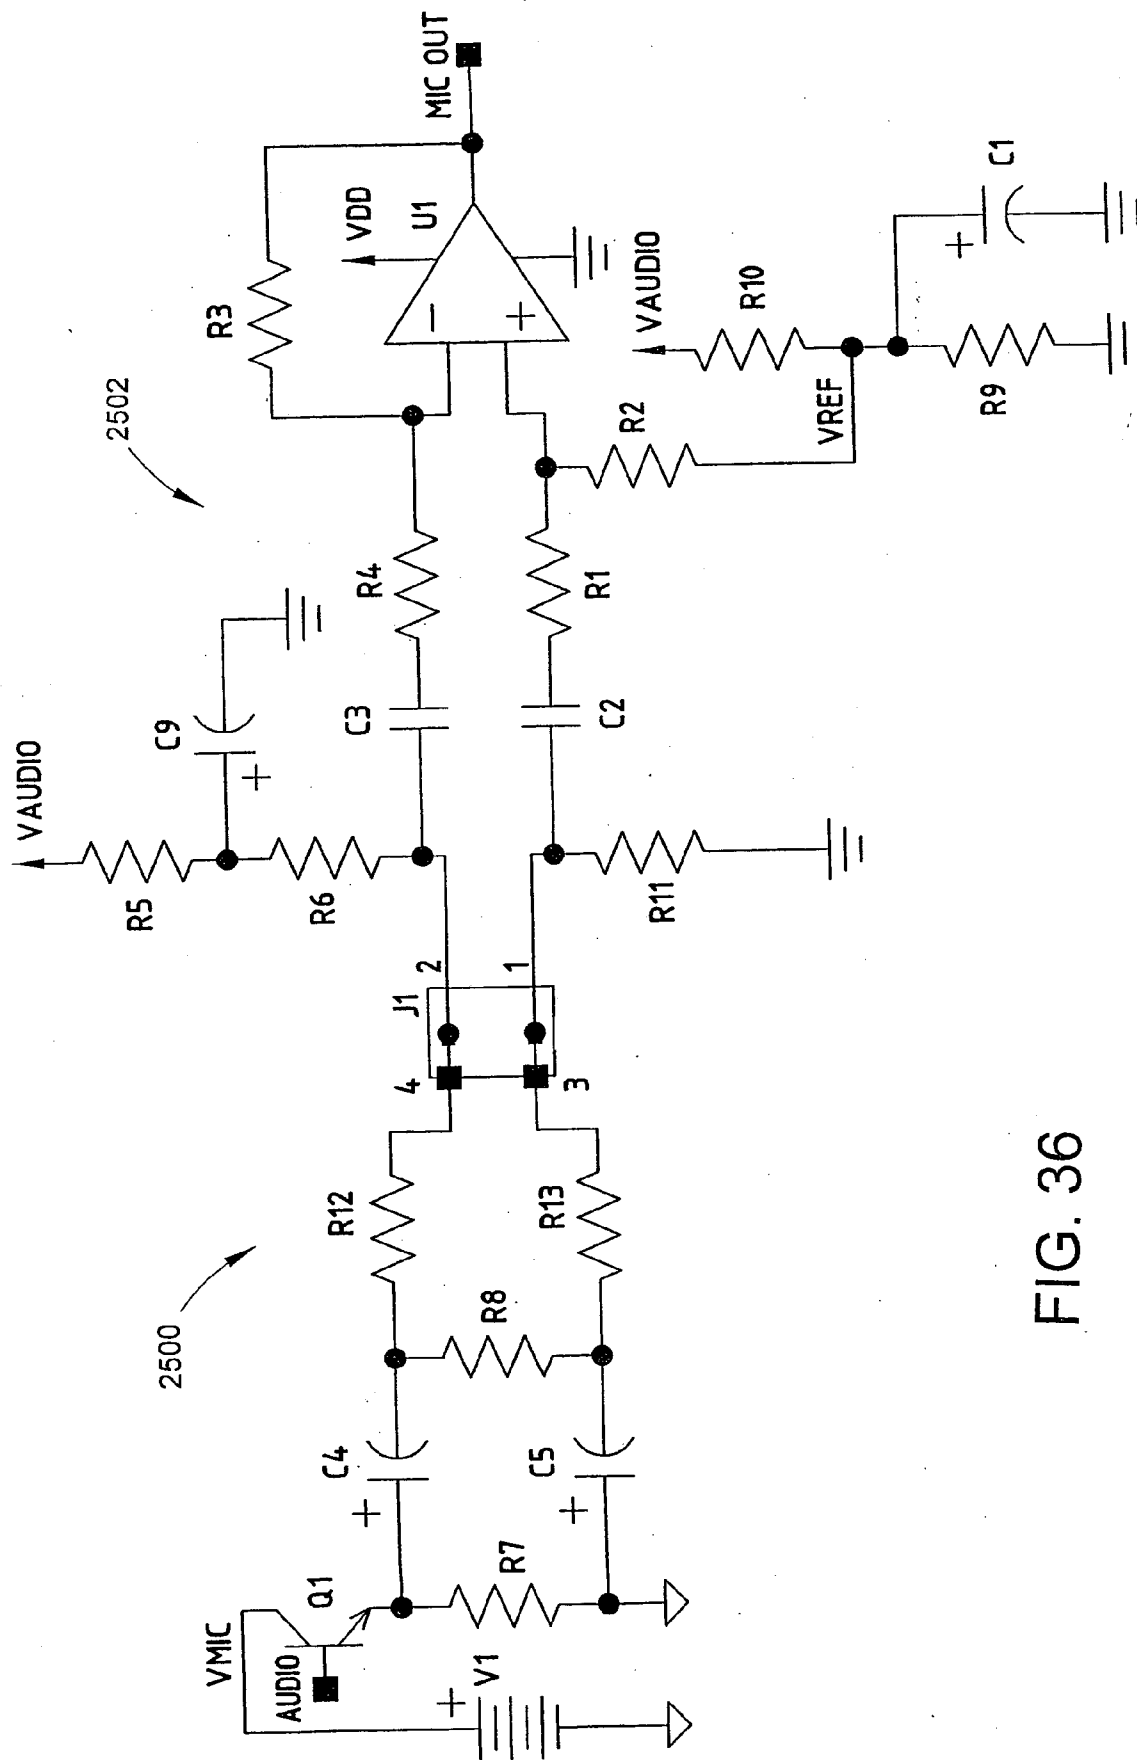 VMIC
AUDIO
Q1
+
V1
R7
+
C4
+
C5
2500
R8
R12
R13
4
3
J1
2
1
VAUDIO
R5
R6
C9
+
R11
C3
C2
R4
R1
2502
R3
VDD
U1
−
+
MIC OUT
R2
VREF
VAUDIO
R10
R9
+
C1
FIG. 36